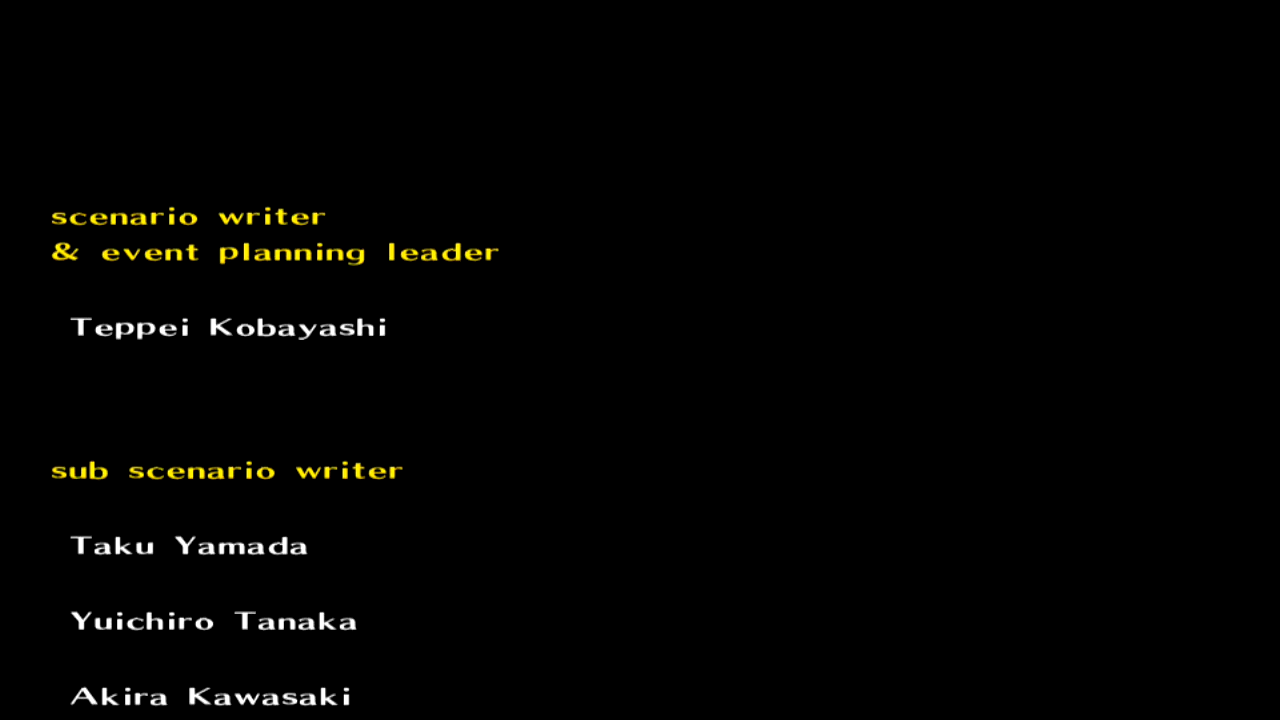 scenario writer
& event planning leader
Teppei Kobayashi
sub scenario writer
Taku Yamada
Yuichiro Tanaka
Akira Kawasaki